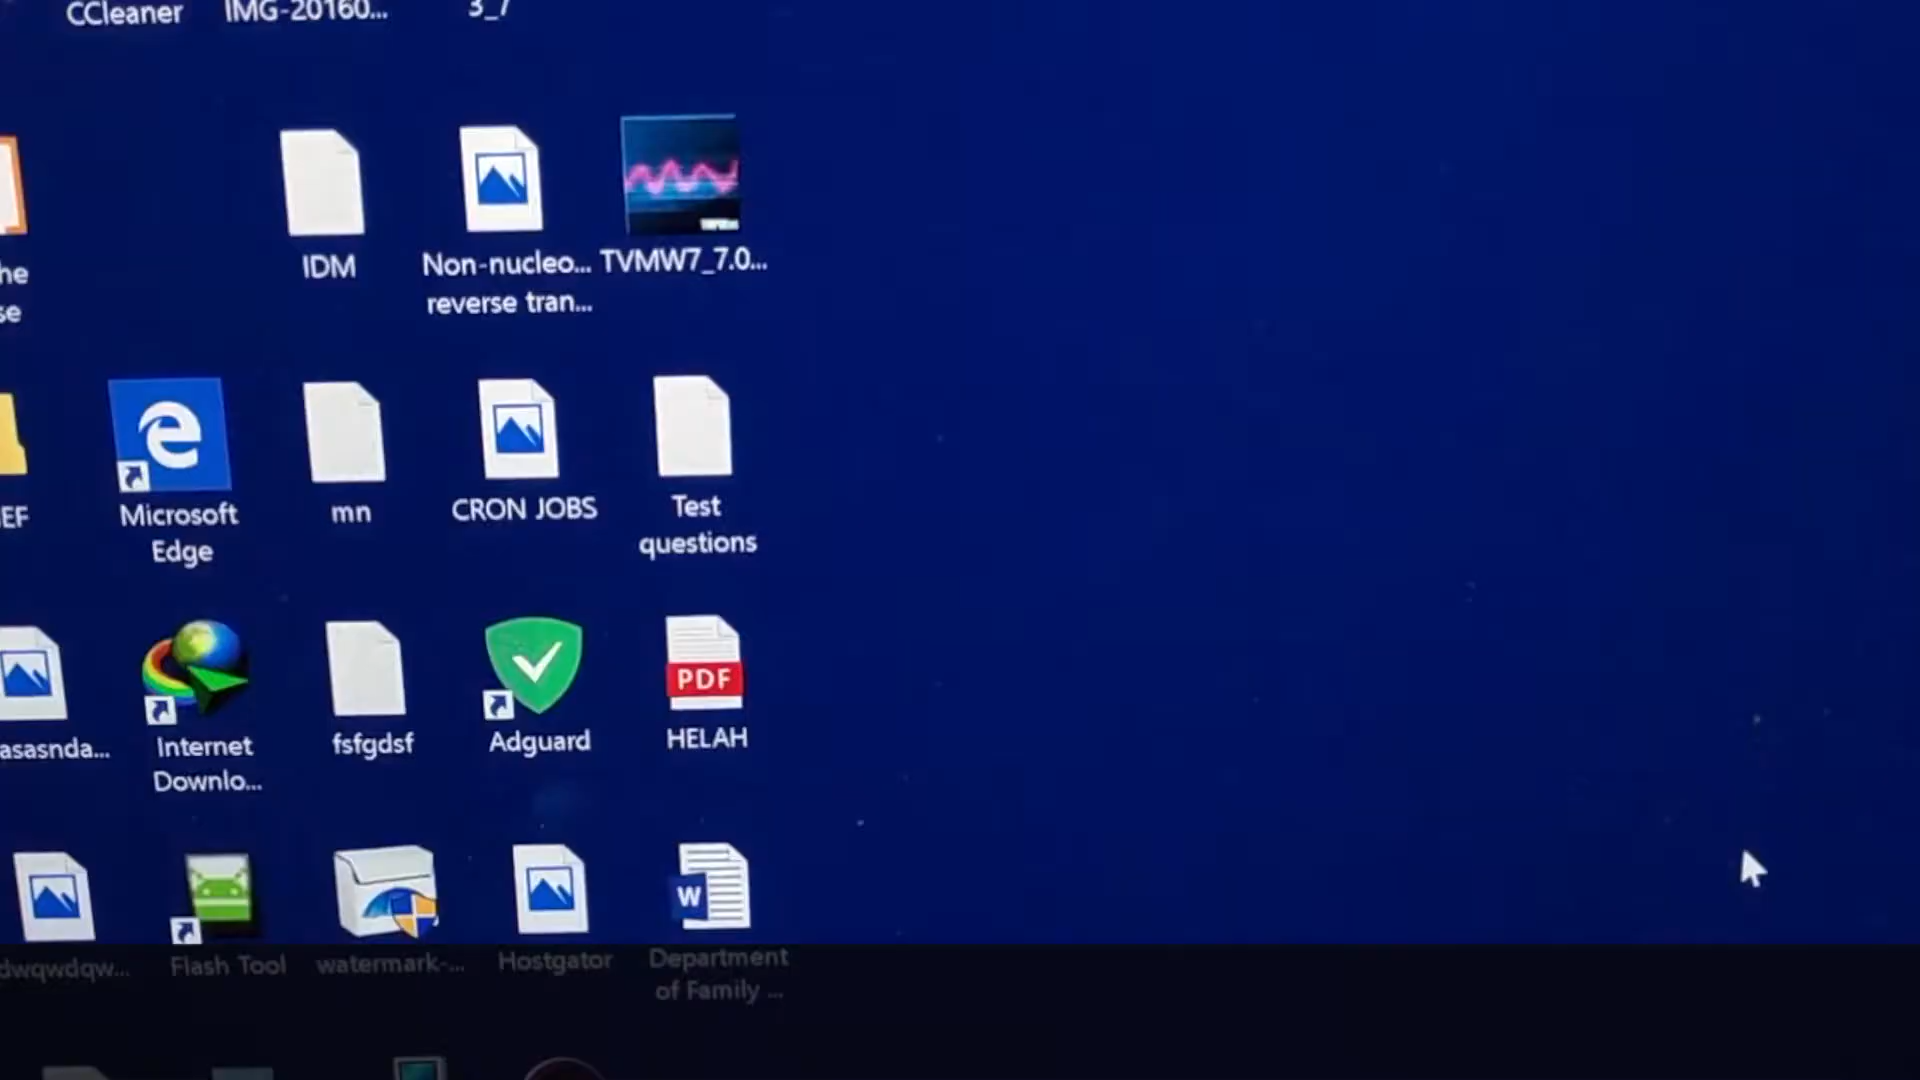 CCleaner
IMG-20160...
3_7
he
se
IDM
Non-nucleo...
reverse tran...
TVMW7_7.0...
EF
Microsoft
Edge
mn
CRON JOBS
Test
questions
asasnda...
Internet
Downlo...
fsfgdsf
Adguard
PDF
HELAH
dwqwdqw...
Flash Tool
watermark-...
Hostgator
W
Department
of Family ...